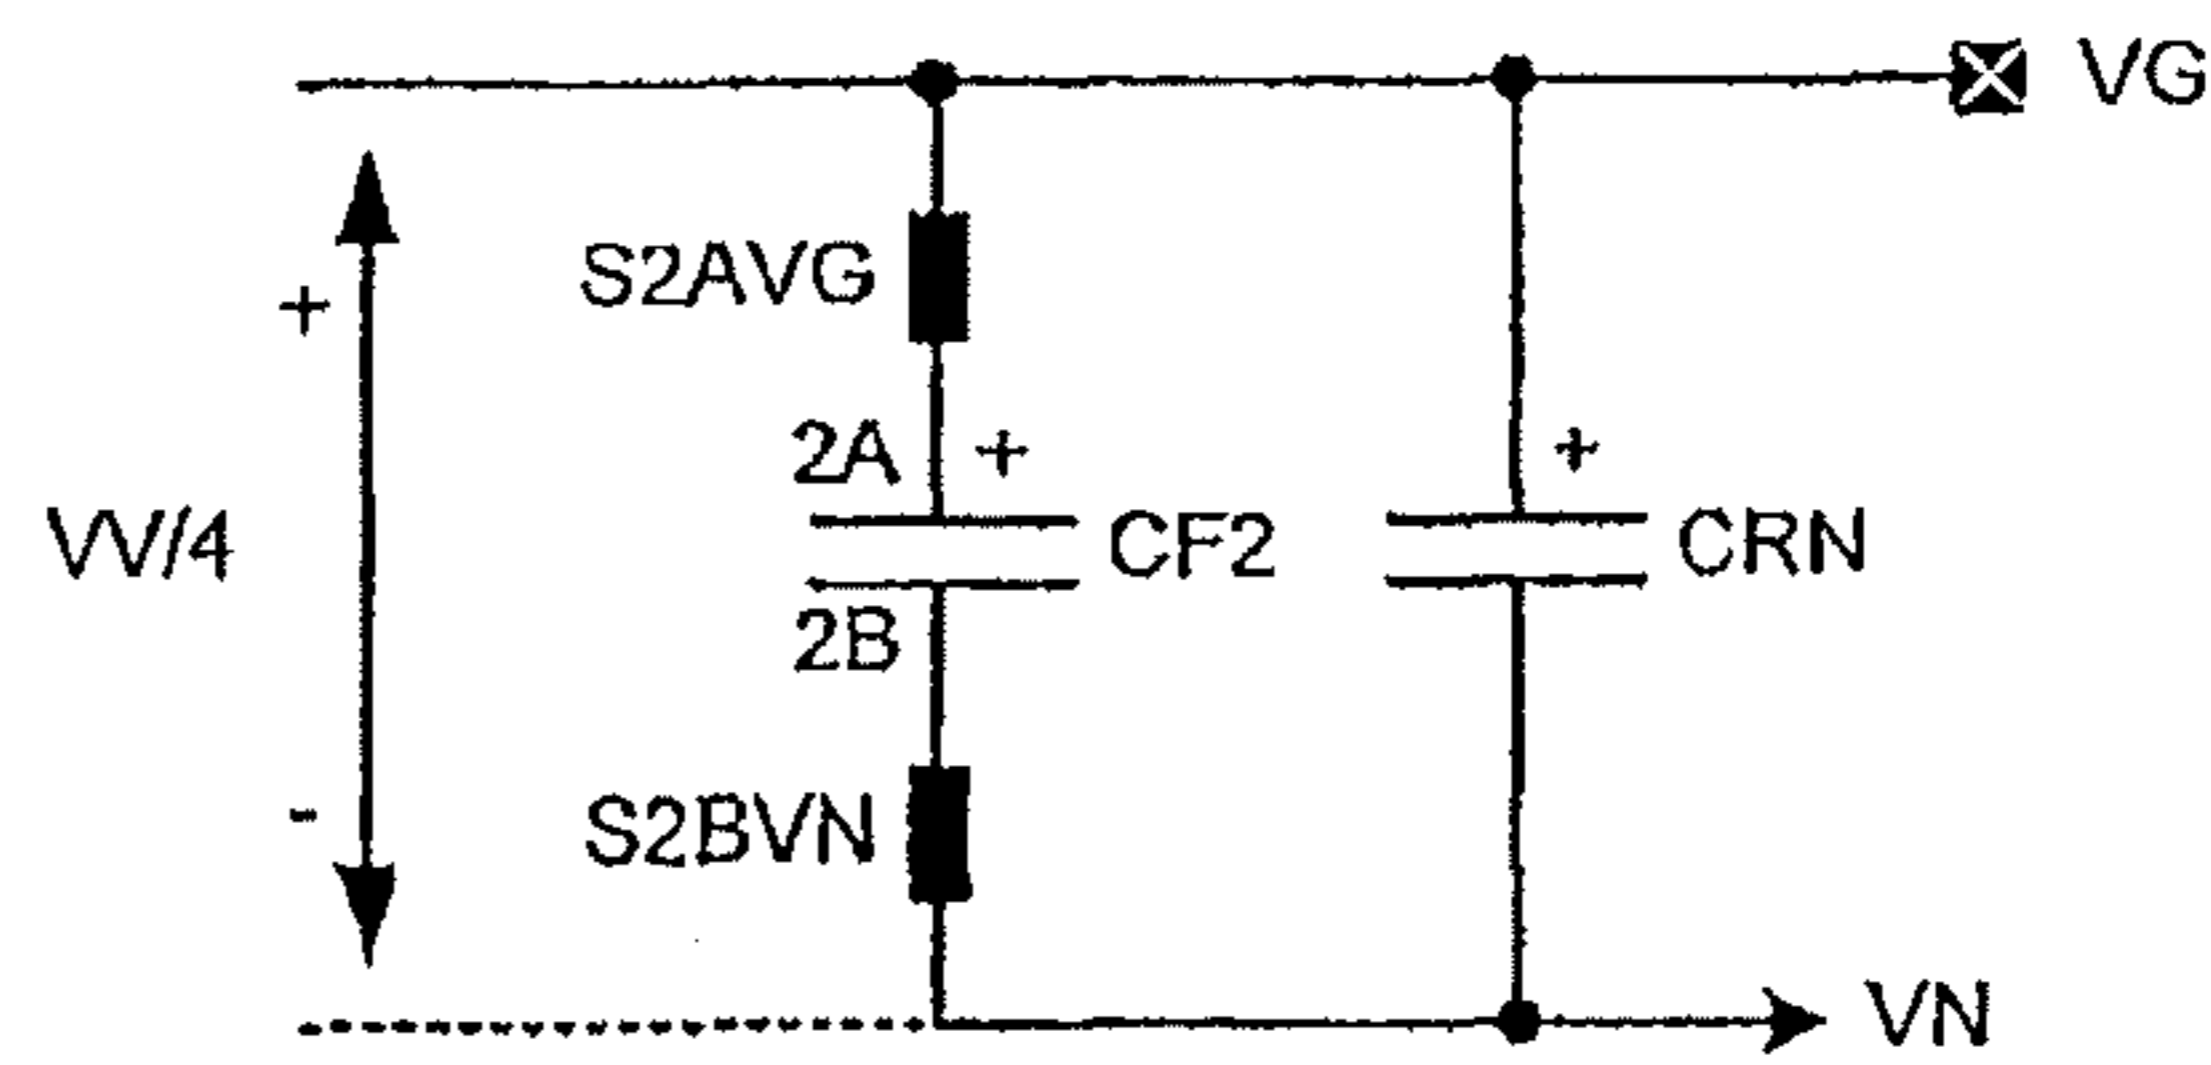 VG
S2AVG
+
2A +
+
VV/4
CF2
CRN
2B
-
S2BVN
VN